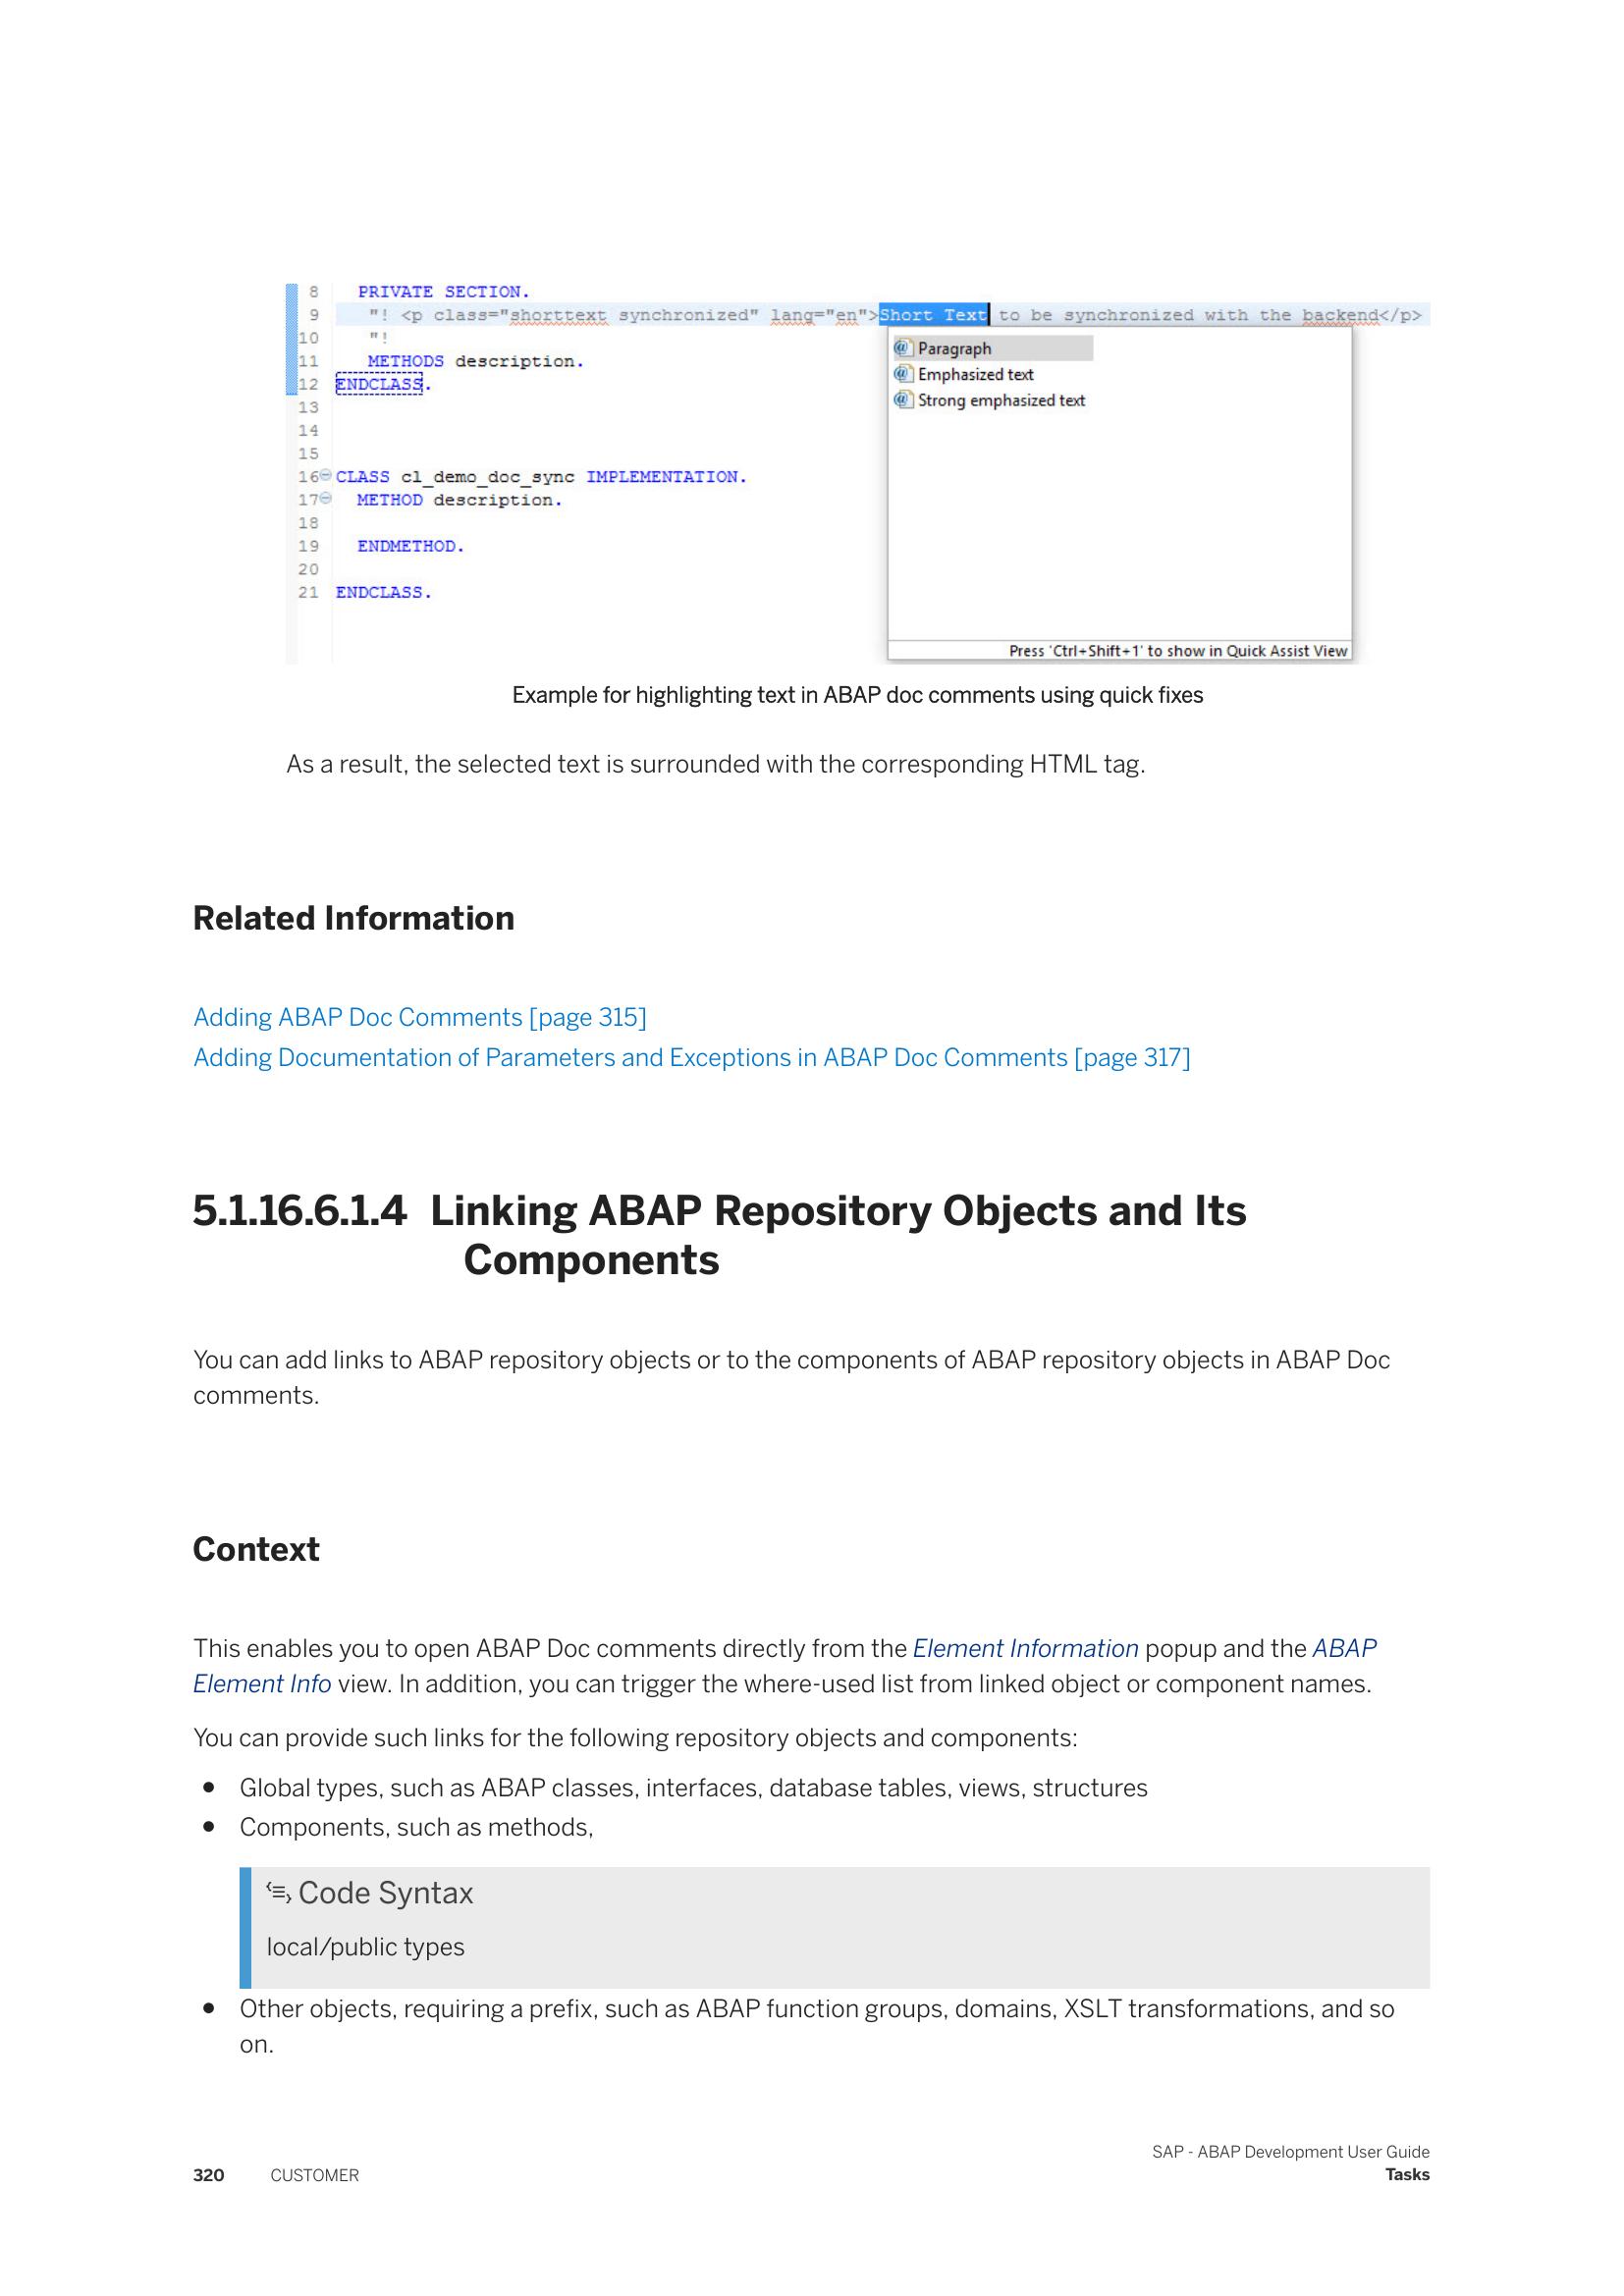 8 PRIVATE SECTION.
9 "! <p class="shorttext synchronized" lang="en">Short Text to be synchronized with the backend</p>
10 "!
11 METHODS description.
12 ENDCLASS.
13
14
15
16 CLASS cl_demo_doc_sync IMPLEMENTATION.
17 METHOD description.
18
19 ENDMETHOD.
20
21 ENDCLASS.
Paragraph
Emphasized text
Strong emphasized text
Press 'Ctrl+Shift+1' to show in Quick Assist View
Example for highlighting text in ABAP doc comments using quick fixes
As a result, the selected text is surrounded with the corresponding HTML tag.
Related Information
Adding ABAP Doc Comments [page 315]
Adding Documentation of Parameters and Exceptions in ABAP Doc Comments [page 317]
5.1.16.6.1.4 Linking ABAP Repository Objects and Its
Components
You can add links to ABAP repository objects or to the components of ABAP repository objects in ABAP Doc
comments.
Context
This enables you to open ABAP Doc comments directly from the Element Information popup and the ABAP
Element Info view. In addition, you can trigger the where-used list from linked object or component names.
You can provide such links for the following repository objects and components:
• Global types, such as ABAP classes, interfaces, database tables, views, structures
• Components, such as methods,
Code Syntax
local/public types
• Other objects, requiring a prefix, such as ABAP function groups, domains, XSLT transformations, and so
on.
SAP - ABAP Development User Guide
320 CUSTOMER Tasks